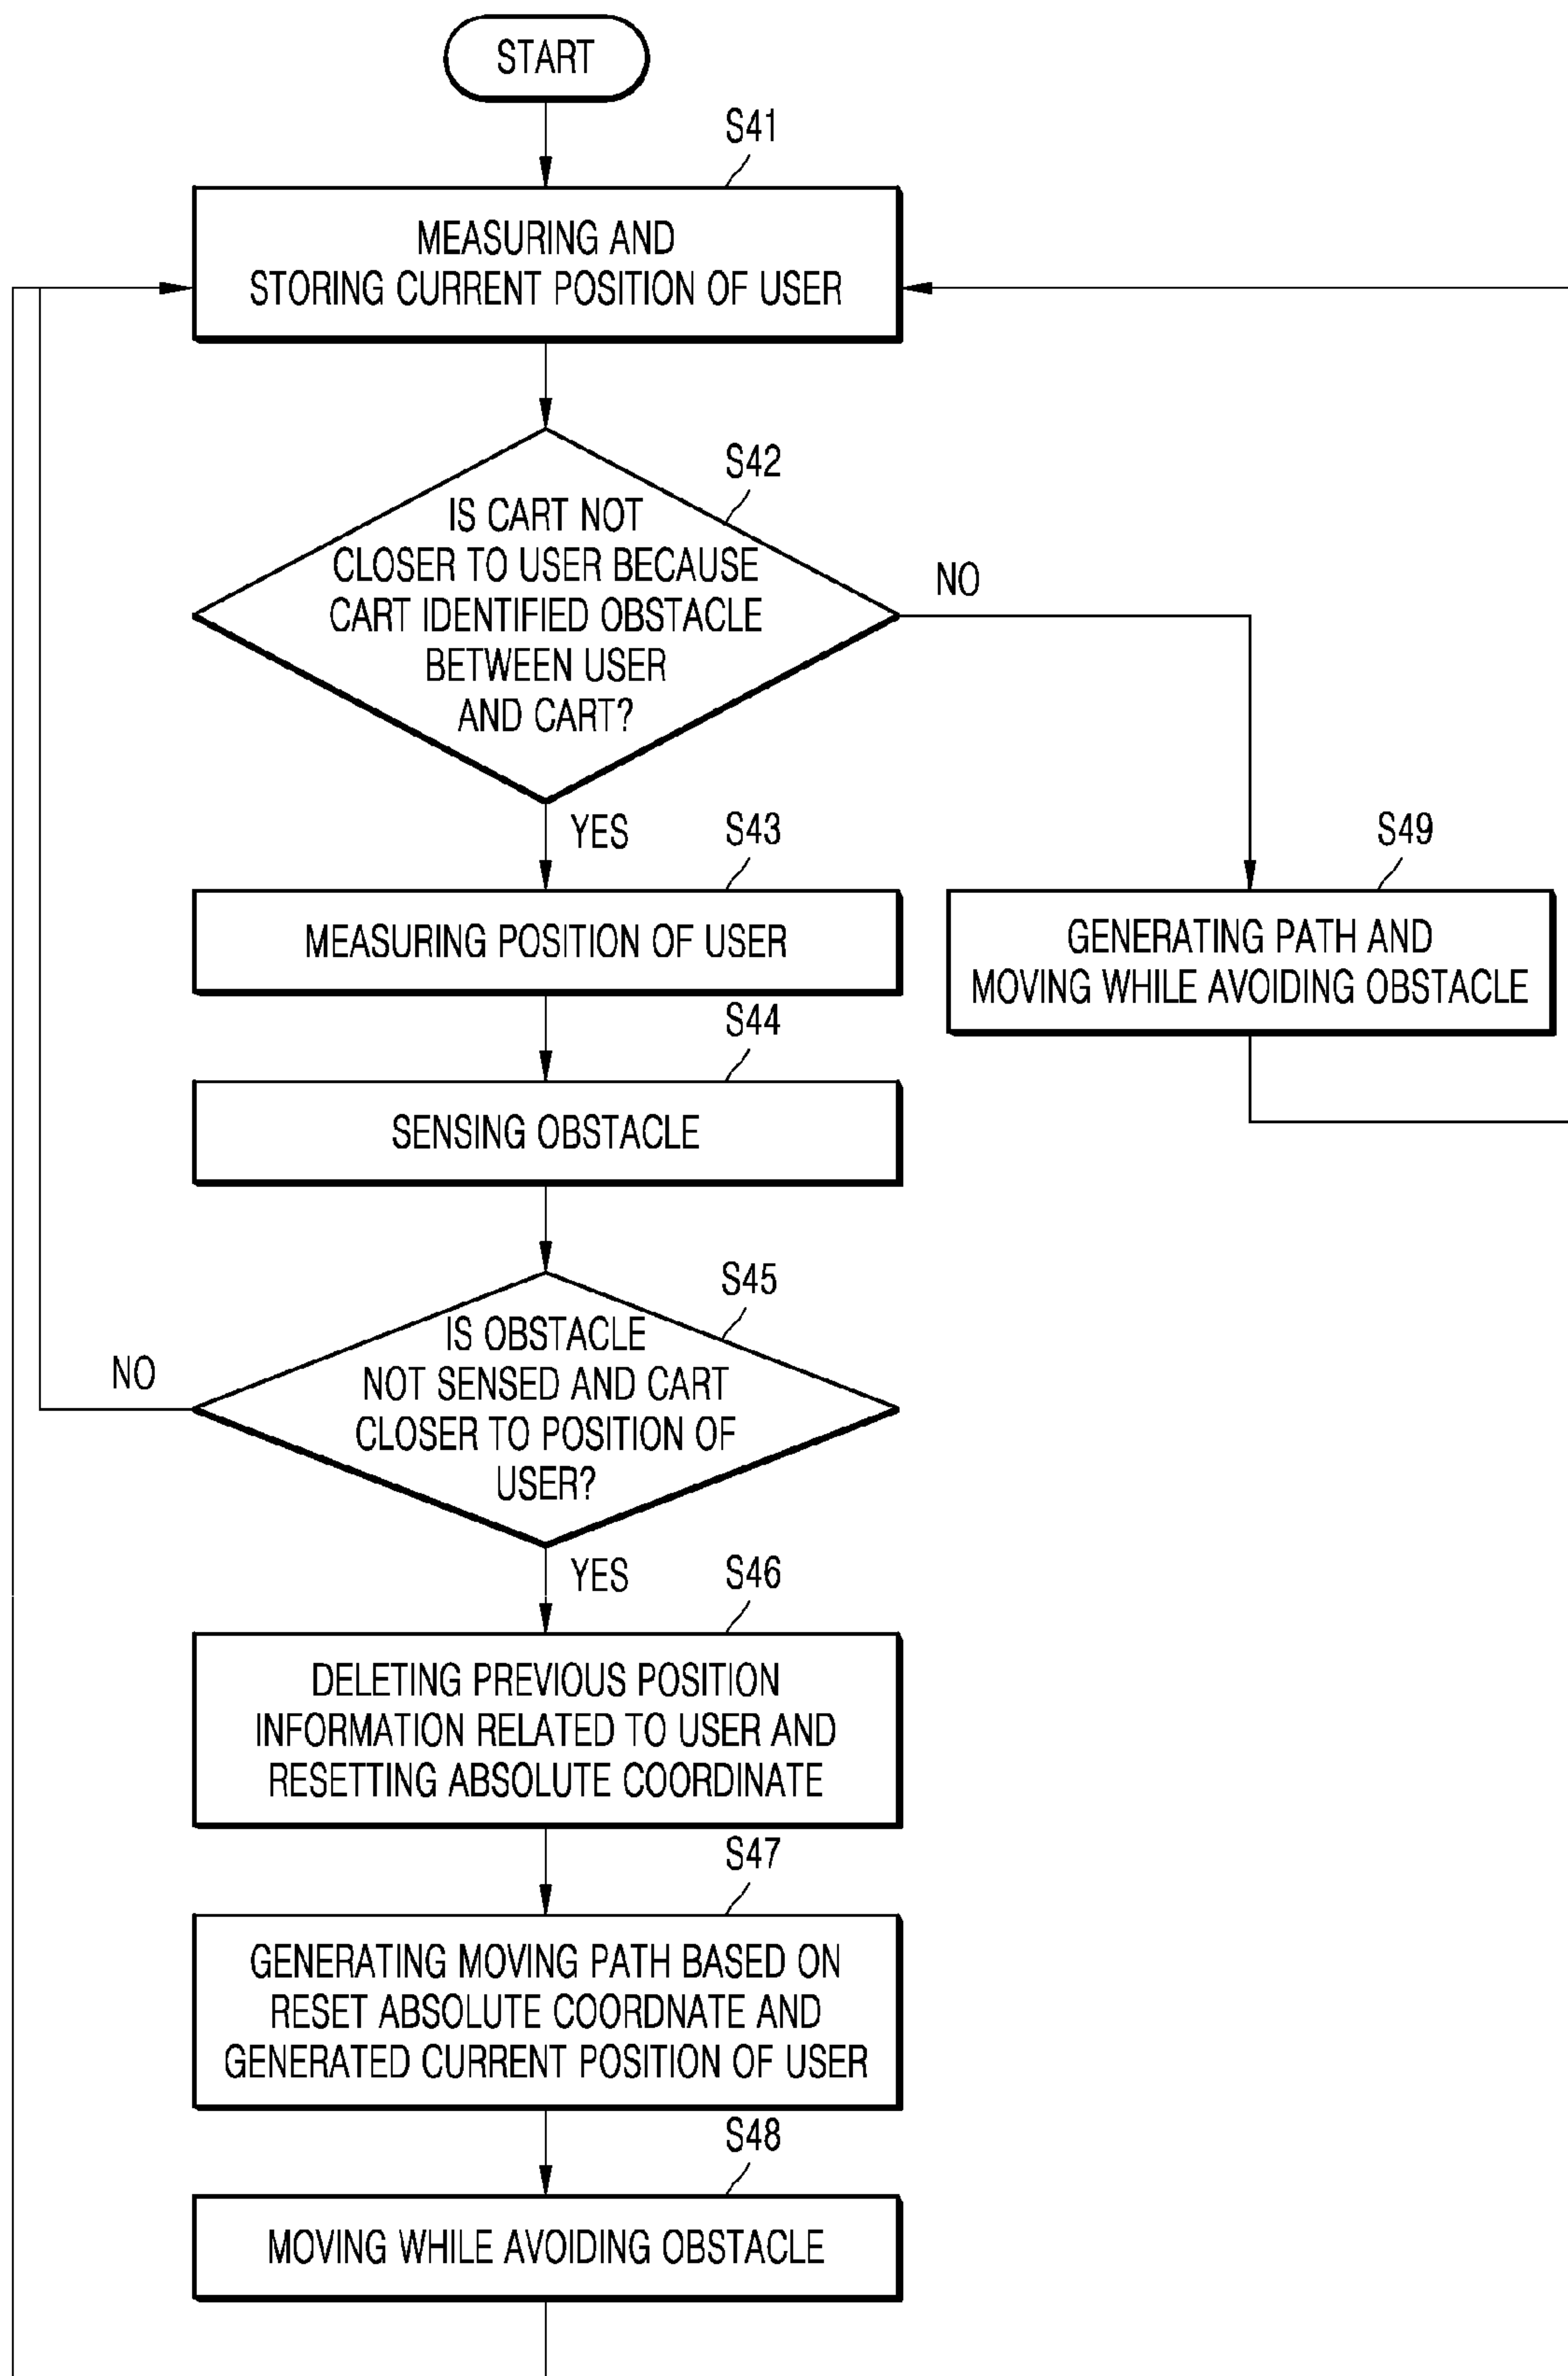 START
S41
MEASURING AND
STORING CURRENT POSITION OF USER
S42
IS CART NOT
CLOSER TO USER BECAUSE
CART IDENTIFIED OBSTACLE
BETWEEN USER
AND CART?
NO
YES
S43
MEASURING POSITION OF USER
S49
GENERATING PATH AND
MOVING WHILE AVOIDING OBSTACLE
S44
SENSING OBSTACLE
S45
IS OBSTACLE
NOT SENSED AND CART
CLOSER TO POSITION OF
USER?
NO
YES
S46
DELETING PREVIOUS POSITION
INFORMATION RELATED TO USER AND
RESETTING ABSOLUTE COORDINATE
S47
GENERATING MOVING PATH BASED ON
RESET ABSOLUTE COORDNATE AND
GENERATED CURRENT POSITION OF USER
S48
MOVING WHILE AVOIDING OBSTACLE